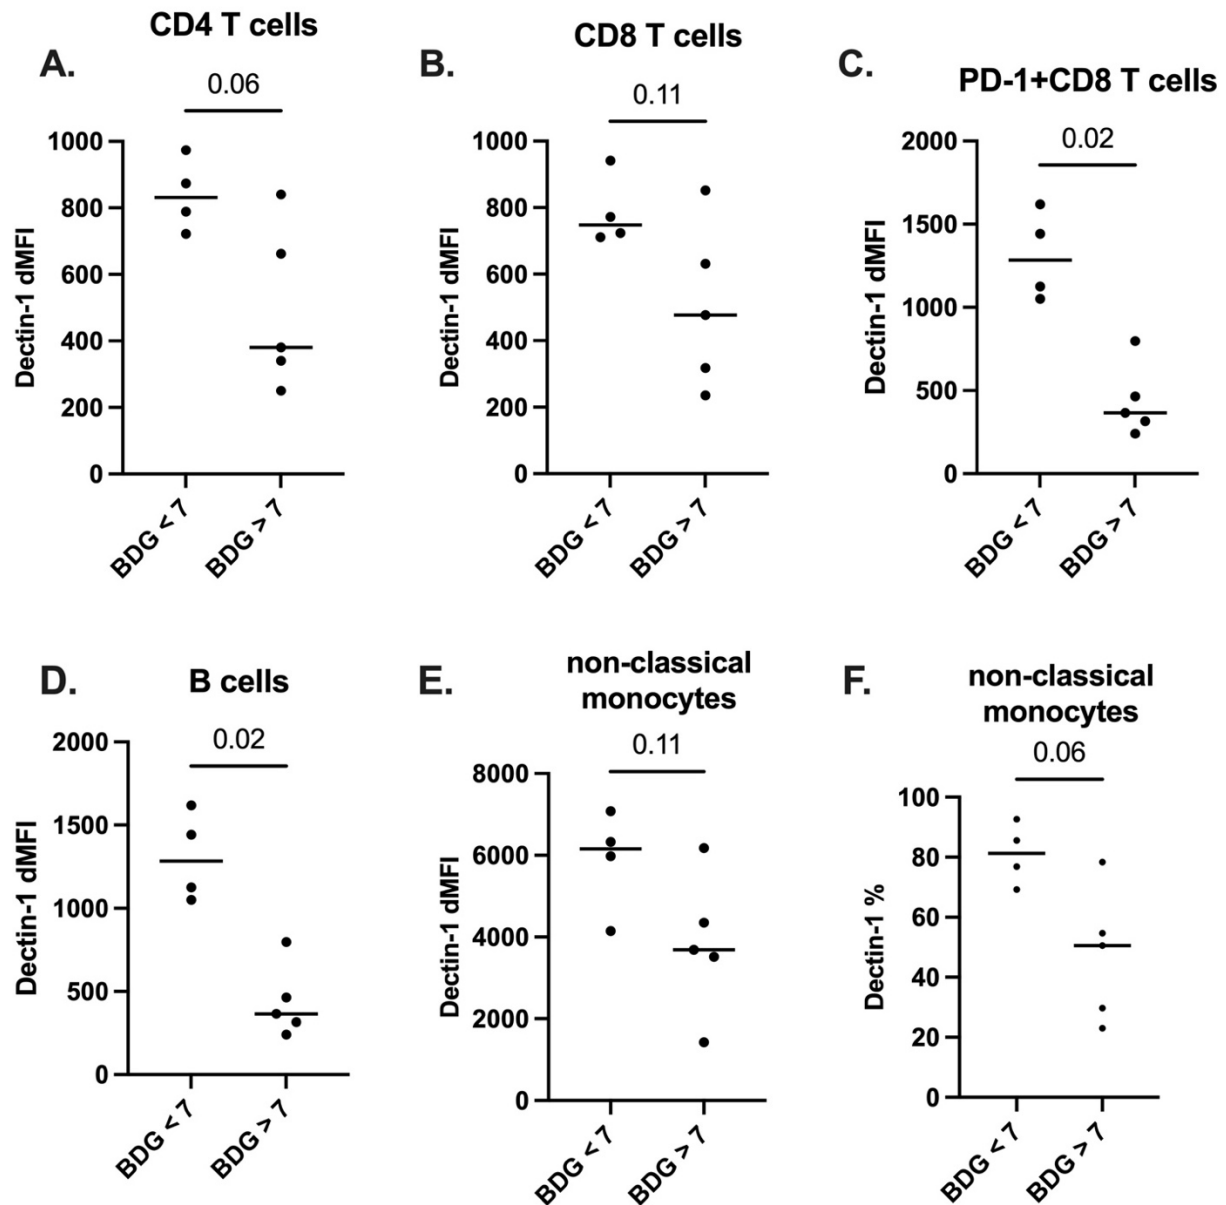 A.
CD4 T cells
0.06
Dectin-1 dMFI
1000
800
600
400
200
0
BDG < 7
BDG > 7
B.
CD8 T cells
0.11
Dectin-1 dMFI
1000
800
600
400
200
0
BDG < 7
BDG > 7
C.
PD-1+CD8 T cells
0.02
Dectin-1 dMFI
2000
1500
1000
500
0
BDG < 7
BDG > 7
D.
B cells
0.02
Dectin-1 dMFI
2000
1500
1000
500
0
BDG < 7
BDG > 7
E.
non-classical
monocytes
0.11
Dectin-1 dMFI
8000
6000
4000
2000
0
BDG < 7
BDG > 7
F.
non-classical
monocytes
0.06
Dectin-1 %
100
80
60
40
20
0
BDG < 7
BDG > 7